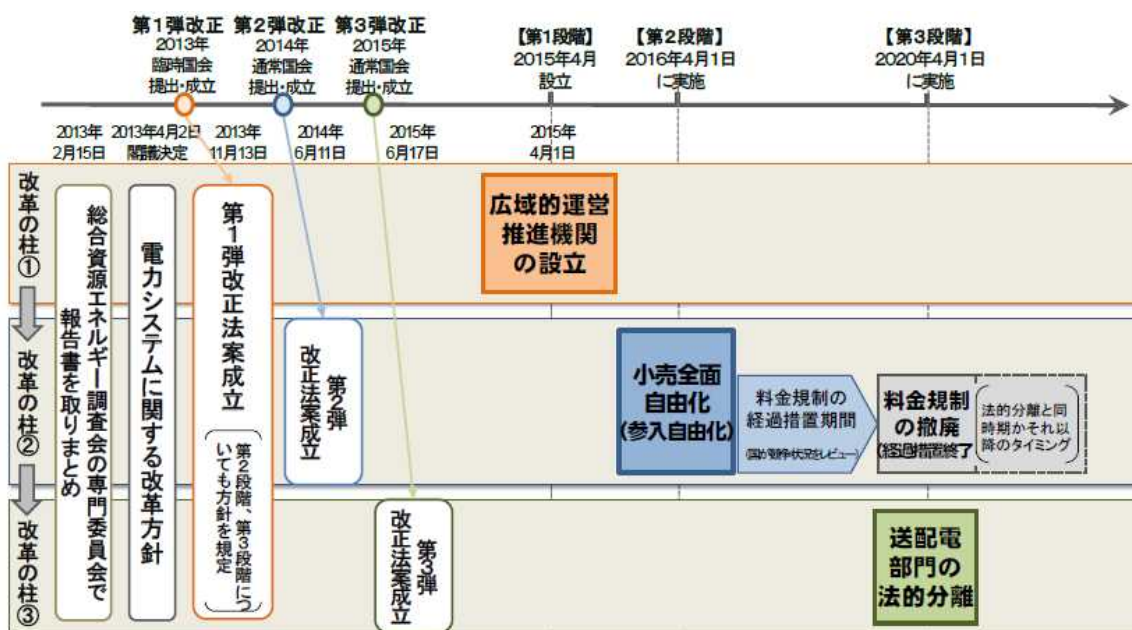 第1弾改正
2013年
臨時国会
提出・成立
第2弾改正
2014年
通常国会
提出・成立
第3弾改正
2015年
通常国会
提出・成立
【第1段階】
2015年4月
設立
【第2段階】
2016年4月1日
に実施
【第3段階】
2020年4月1日
に実施
2013年
2月15日
2013年4月2日
閣議決定
2013年
11月13日
2014年
6月11日
2015年
6月17日
2015年
4月1日
改革の柱①
改革の柱②
改革の柱③
総合資源エネルギー調査会の専門委員会で
報告書を取りまとめ
電力システムに関する改革方針
第1弾改正法案成立
第2段階、第3段階につ
いても方針を規定
第2弾
改正法案成立
第3弾
改正法案成立
広域的運営
推進機関
の設立
小売全面
自由化
(参入自由化)
料金規制の
経過措置期間
(国が競争状況をレビュー)
料金規制
の撤廃
(経過措置終了
法的分離と同
時期かそれ以
降のタイミング
送配電
部門の
法的分離